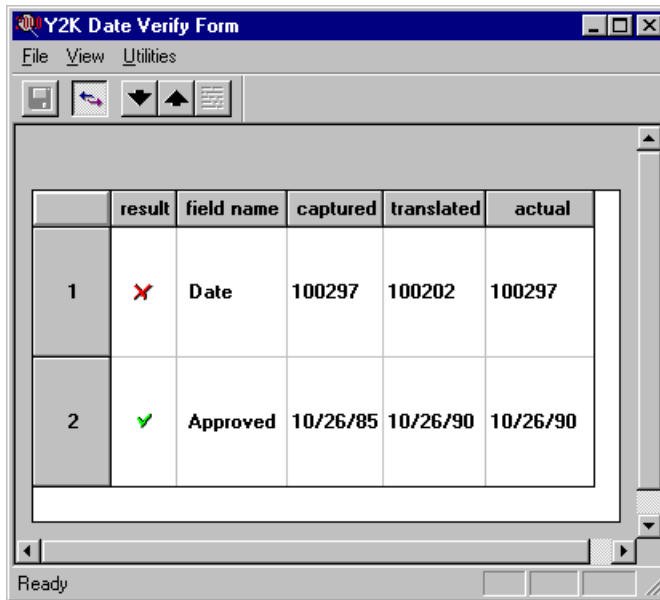 Y2K Date Verify Form
File View Utilities
result field name captured translated actual
1 Date 100297 100202 100297
2 Approved 10/26/85 10/26/90 10/26/90
Ready